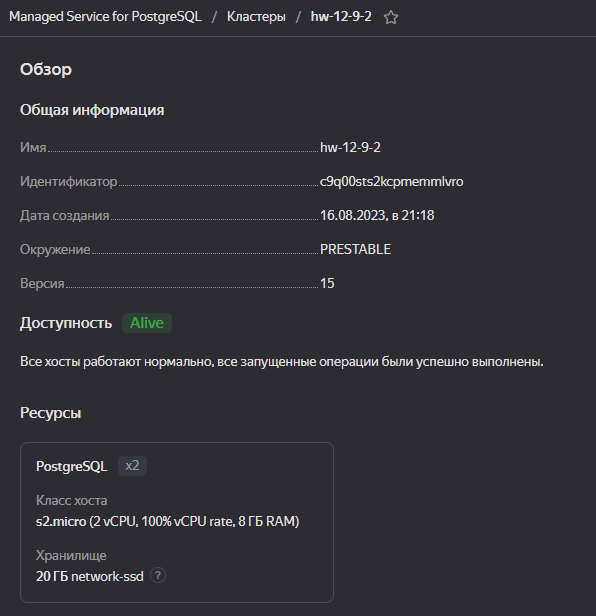 Managed Service for PostgreSQL / Кластеры / hw-12-9-2
Обзор
Общая информация
Имя hw-12-9-2
Идентификатор c9q00sts2kcpmemmlvro
Дата создания 16.08.2023, в 21:18
Окружение PRESTABLE
Версия 15
Доступность Alive
Все хосты работают нормально, все запущенные операции были успешно выполнены.
Ресурсы
PostgreSQL x2
Класс хоста
s2.micro (2 vCPU, 100% vCPU rate, 8 ГБ RAM)
Хранилище
20 ГБ network-ssd ?